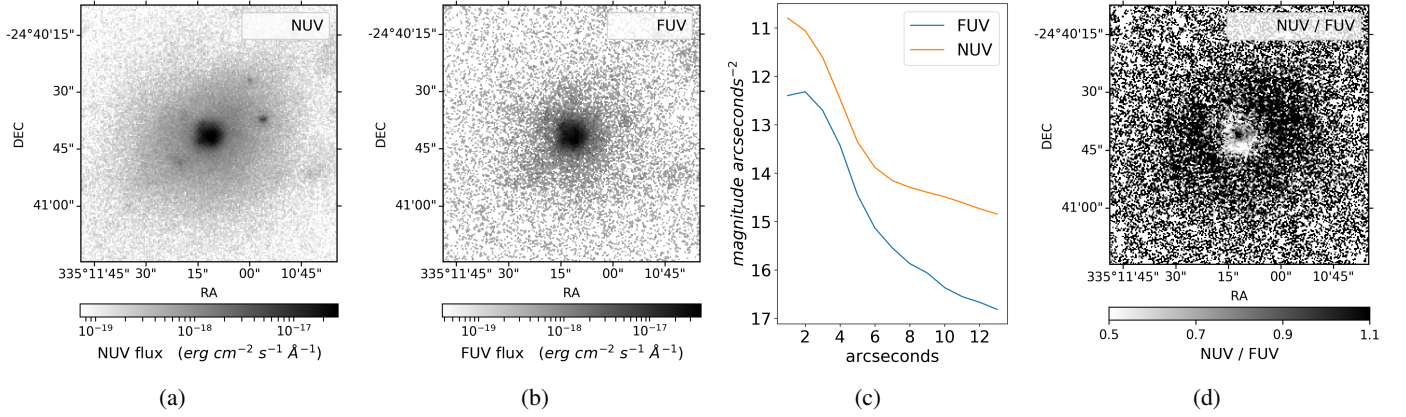 NUV
-24°40'15"
30"
45"
41'00"
DEC
335°11'45" 30" 15" 00" 10'45"
RA
10⁻¹⁹ 10⁻¹⁸ 10⁻¹⁷
NUV flux (erg cm⁻² s⁻¹ Å⁻¹)
(a)
FUV
-24°40'15"
30"
45"
41'00"
DEC
335°11'45" 30" 15" 00" 10'45"
RA
10⁻¹⁹ 10⁻¹⁸ 10⁻¹⁷
FUV flux (erg cm⁻² s⁻¹ Å⁻¹)
(b)
FUV
NUV
11
12
13
14
15
16
17
magnitude arcseconds⁻²
2 4 6 8 10 12
arcseconds
(c)
NUV / FUV
-24°40'15"
30"
45"
41'00"
DEC
335°11'45" 30" 15" 00" 10'45"
RA
0.5 0.7 0.9 1.1
NUV / FUV
(d)